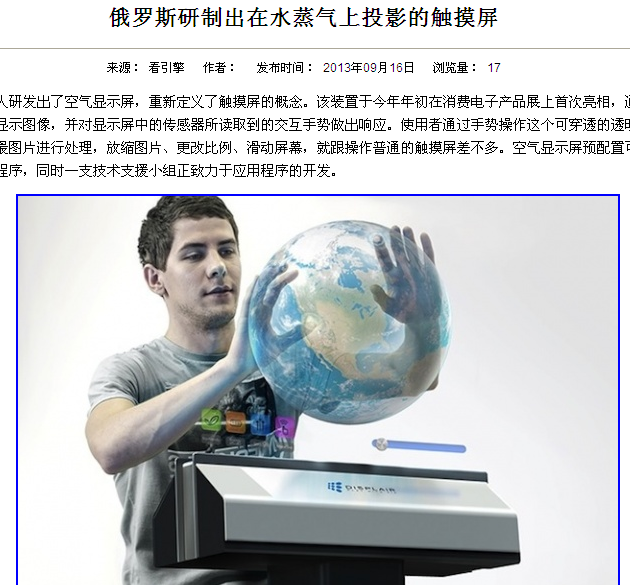 俄罗斯研制出在水蒸气上投影的触摸屏
来源： 看引擎 作者： 发布时间： 2013年09月16日 浏览量： 17
人研发出了空气显示屏，重新定义了触摸屏的概念。该装置于今年年初在消费电子产品展上首次亮相，
显示图像，并对显示屏中的传感器所读取到的交互手势做出响应。使用者通过手势操作这个可穿透的透明
最图片进行处理，放缩图片、更改比例、滑动屏幕，就跟操作普通的触摸屏差不多。空气显示屏预配置可
程序，同时一支技术支援小组正致力于应用程序的开发。
DISPLAIR